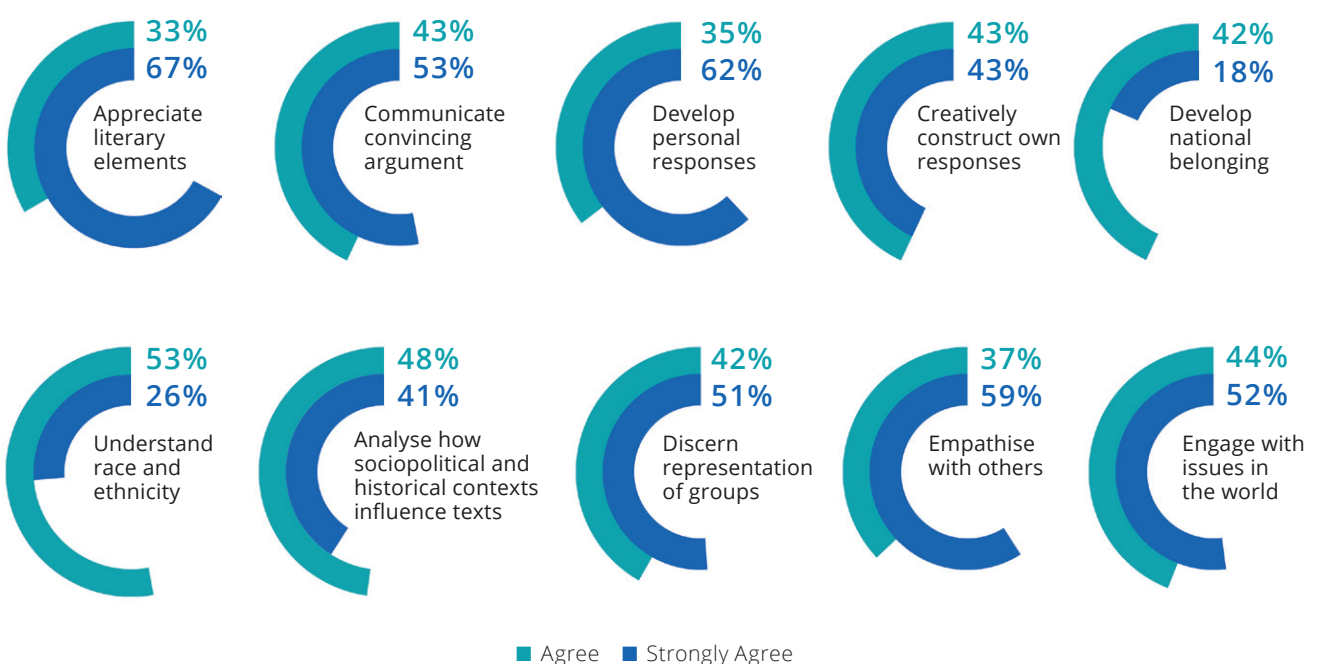 33%
67%
Appreciate
literary
elements
43%
53%
Communicate
convincing
argument
35%
62%
Develop
personal
responses
43%
43%
Creatively
construct own
responses
42%
18%
Develop
national
belonging
53%
26%
Understand
race and
ethnicity
48%
41%
Analyse how
sociopolitical and
historical contexts
influence texts
42%
51%
Discern
representation
of groups
37%
59%
Empathise
with others
44%
52%
Engage with
issues in
the world
Agree Strongly Agree